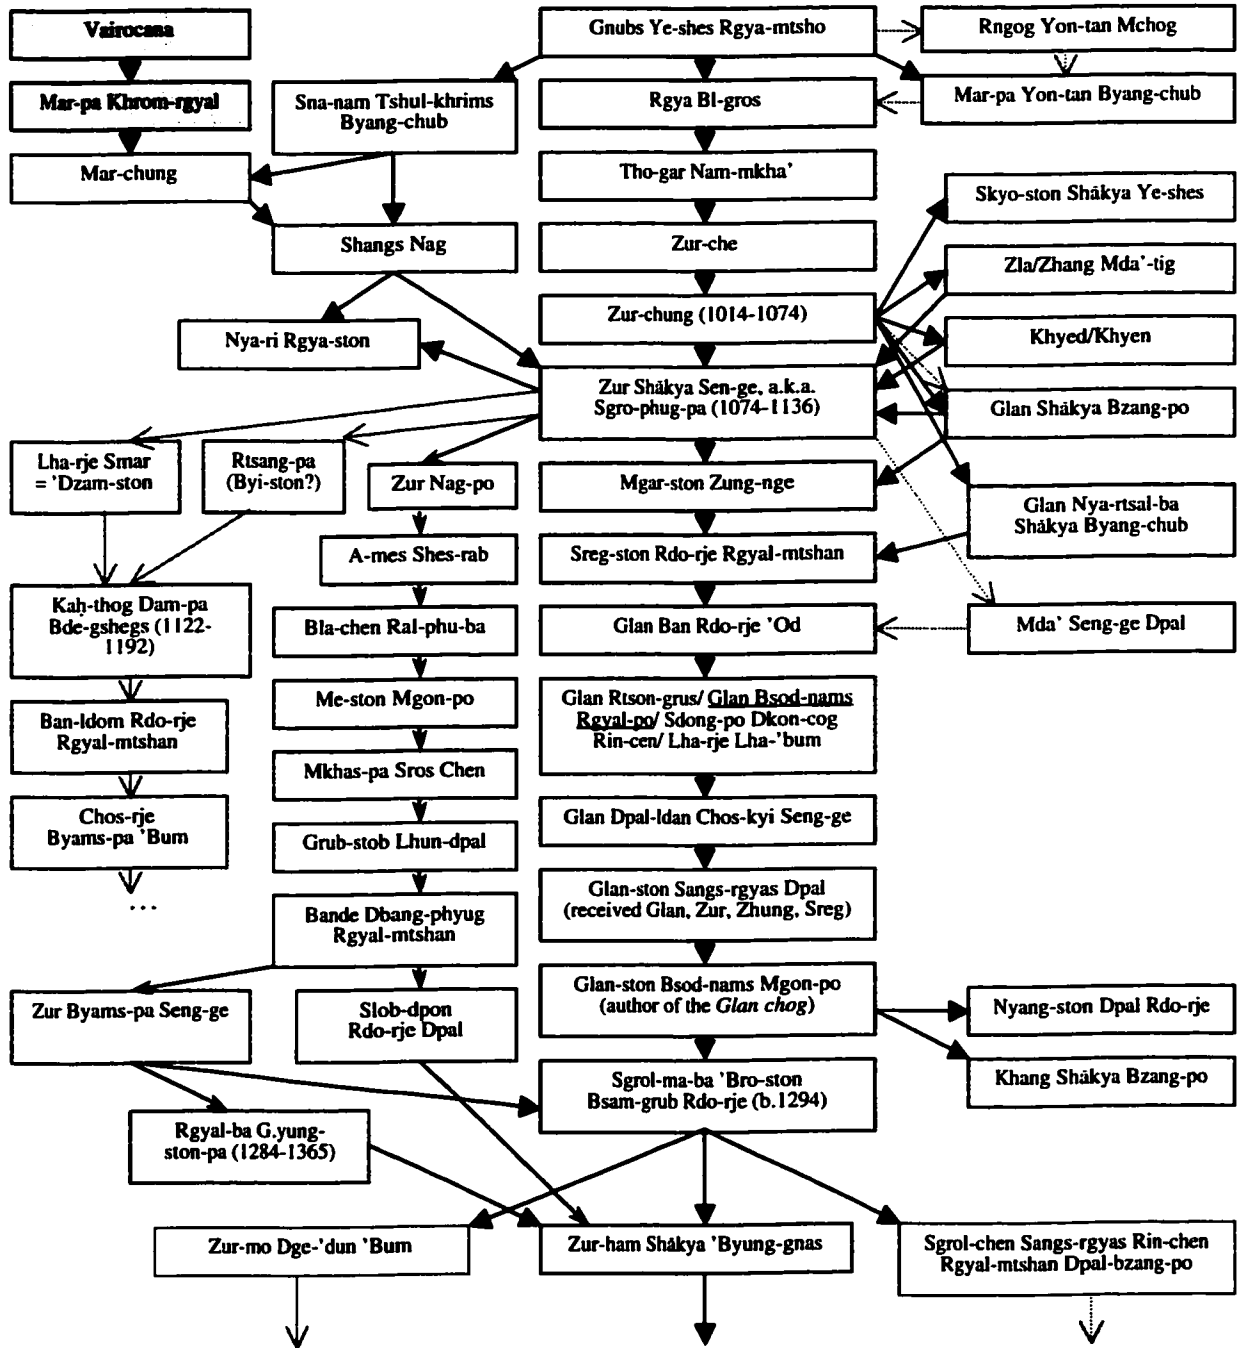 Vairocana
Gnubs Ye-shes Rgya-mtsho
Rngog Yon-tan Mchog
Mar-pa Khrom-rgyal
Sna-nam Tshul-khrims
Byang-chub
Rgya Bl-gros
Mar-pa Yon-tan Byang-chub
Mar-chung
Tho-gar Nam-mkha'
Skyo-ston Shākya Ye-shes
Shangs Nag
Zur-che
Zla/Zhang Mda'-tig
Zur-chung (1014-1074)
Nya-ri Rgya-ston
Khyed/Khyen
Zur Shākya Sen-ge, a.k.a.
Sgro-phug-pa (1074-1136)
Glan Shākya Bzang-po
Lha-rje Smar
= 'Dzam-ston
Rtsang-pa
(Byi-ston?)
Zur Nag-po
Mgar-ston Zung-nge
Glan Nya-rtsal-ba
Shākya Byang-chub
A-mes Shes-rab
Sreg-ston Rdo-rje Rgyal-mtshan
Kaḥ-thog Dam-pa
Bde-gshegs (1122-
1192)
Bla-chen Ral-phu-ba
Glan Ban Rdo-rje 'Od
Mda' Seng-ge Dpal
Ban-ldom Rdo-rje
Rgyal-mtshan
Me-ston Mgon-po
Glan Rtson-grus/ Glan Bsod-nams
Rgyal-po/ Sdong-po Dkon-cog
Rin-cen/ Lha-rje Lha-'bum
Mkhas-pa Sros Chen
Chos-rje
Byams-pa 'Bum
Grub-stob Lhun-dpal
Glan Dpal-ldan Chos-kyi Seng-ge
...
Bande Dbang-phyug
Rgyal-mtshan
Glan-ston Sangs-rgyas Dpal
(received Glan, Zur, Zhung, Sreg)
Zur Byams-pa Seng-ge
Slob-dpon
Rdo-rje Dpal
Glan-ston Bsod-nams Mgon-po
(author of the Glan chog)
Nyang-ston Dpal Rdo-rje
Khang Shākya Bzang-po
Rgyal-ba G.yung-
ston-pa (1284-1365)
Sgrol-ma-ba 'Bro-ston
Bsam-grub Rdo-rje (b.1294)
Zur-mo Dge-'dun 'Bum
Zur-ham Shākya 'Byung-gnas
Sgrol-chen Sangs-rgyas Rin-chen
Rgyal-mtshan Dpal-bzang-po